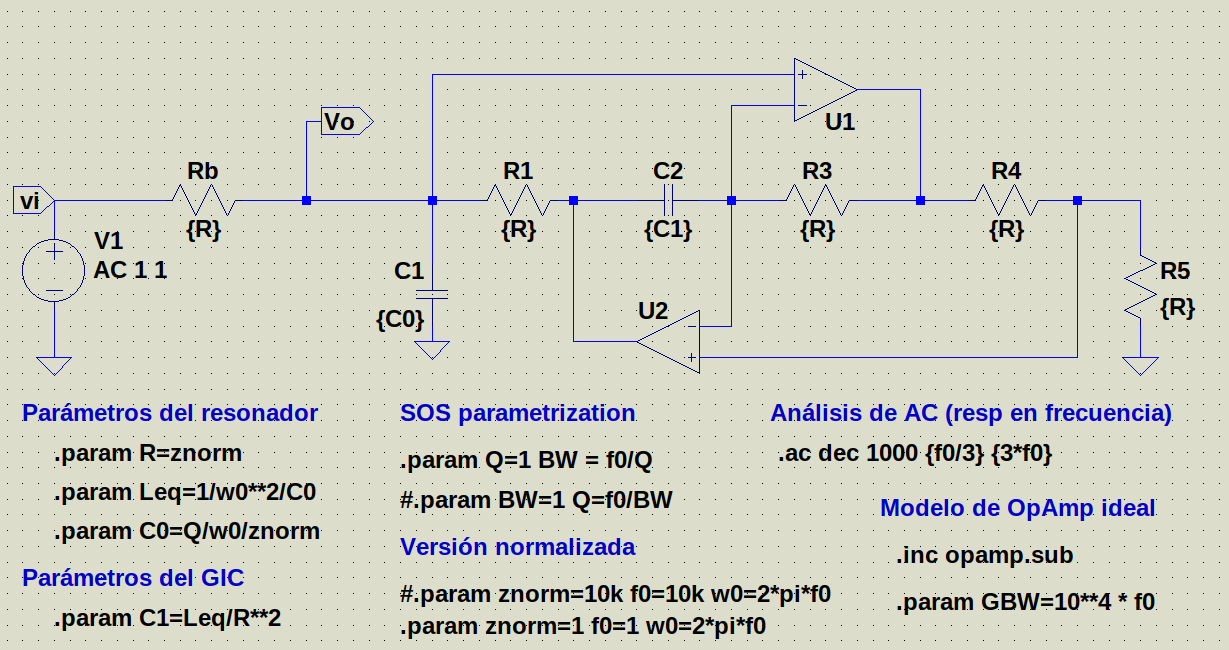 U1
Vo
Rb
R1
C2
R3
R4
vi
{R}
{R}
{C1}
{R}
{R}
V1
AC 1 1
C1
{C0}
U2
R5
{R}
Parámetros del resonador
.param R=znorm
.param Leq=1/w0**2/C0
.param C0=Q/w0/znorm
Parámetros del GIC
.param C1=Leq/R**2
SOS parametrization
.param Q=1 BW = f0/Q
#.param BW=1 Q=f0/BW
Versión normalizada
#.param znorm=10k f0=10k w0=2*pi*f0
.param znorm=1 f0=1 w0=2*pi*f0
Análisis de AC (resp en frecuencia)
.ac dec 1000 {f0/3} {3*f0}
Modelo de OpAmp ideal
.inc opamp.sub
.param GBW=10**4 * f0